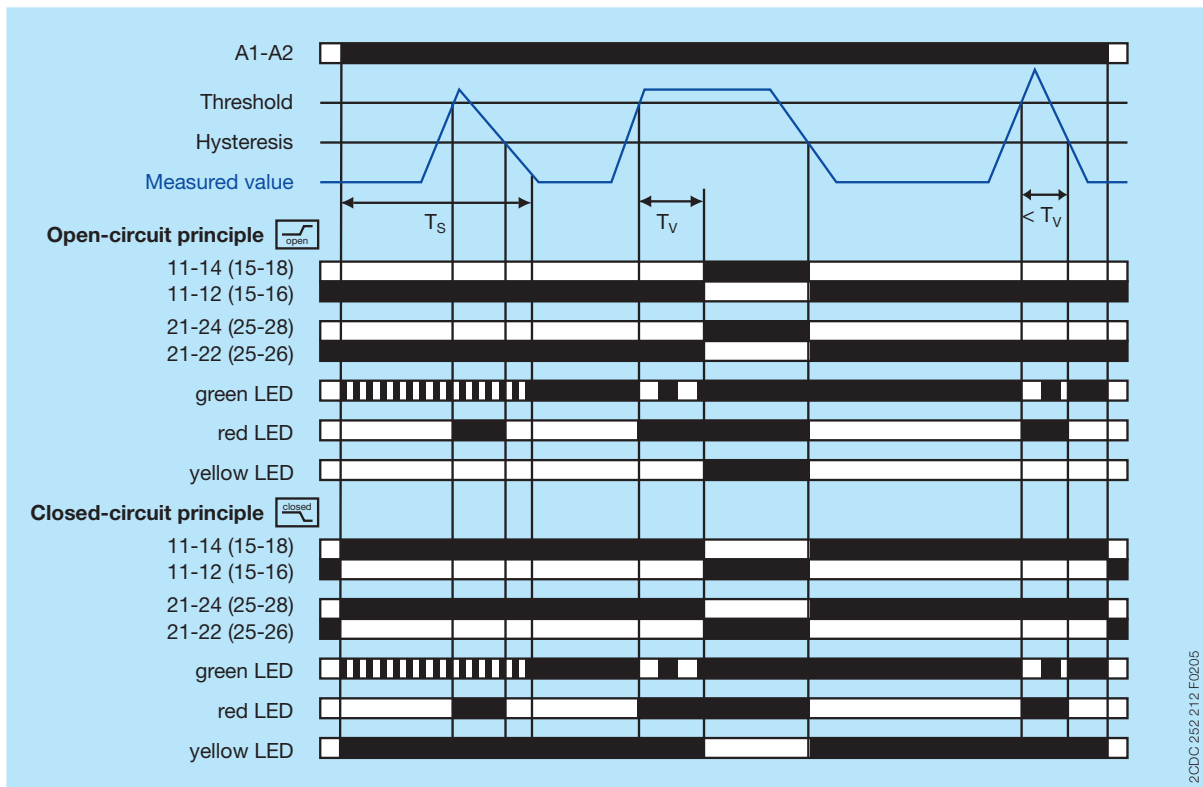 A1-A2
Threshold
Hysteresis
Measured value
TS
TV
< TV
Open-circuit principle open
11-14 (15-18)
11-12 (15-16)
21-24 (25-28)
21-22 (25-26)
green LED
red LED
yellow LED
Closed-circuit principle closed
11-14 (15-18)
11-12 (15-16)
21-24 (25-28)
21-22 (25-26)
green LED
red LED
yellow LED
2CDC 252 212 F0205